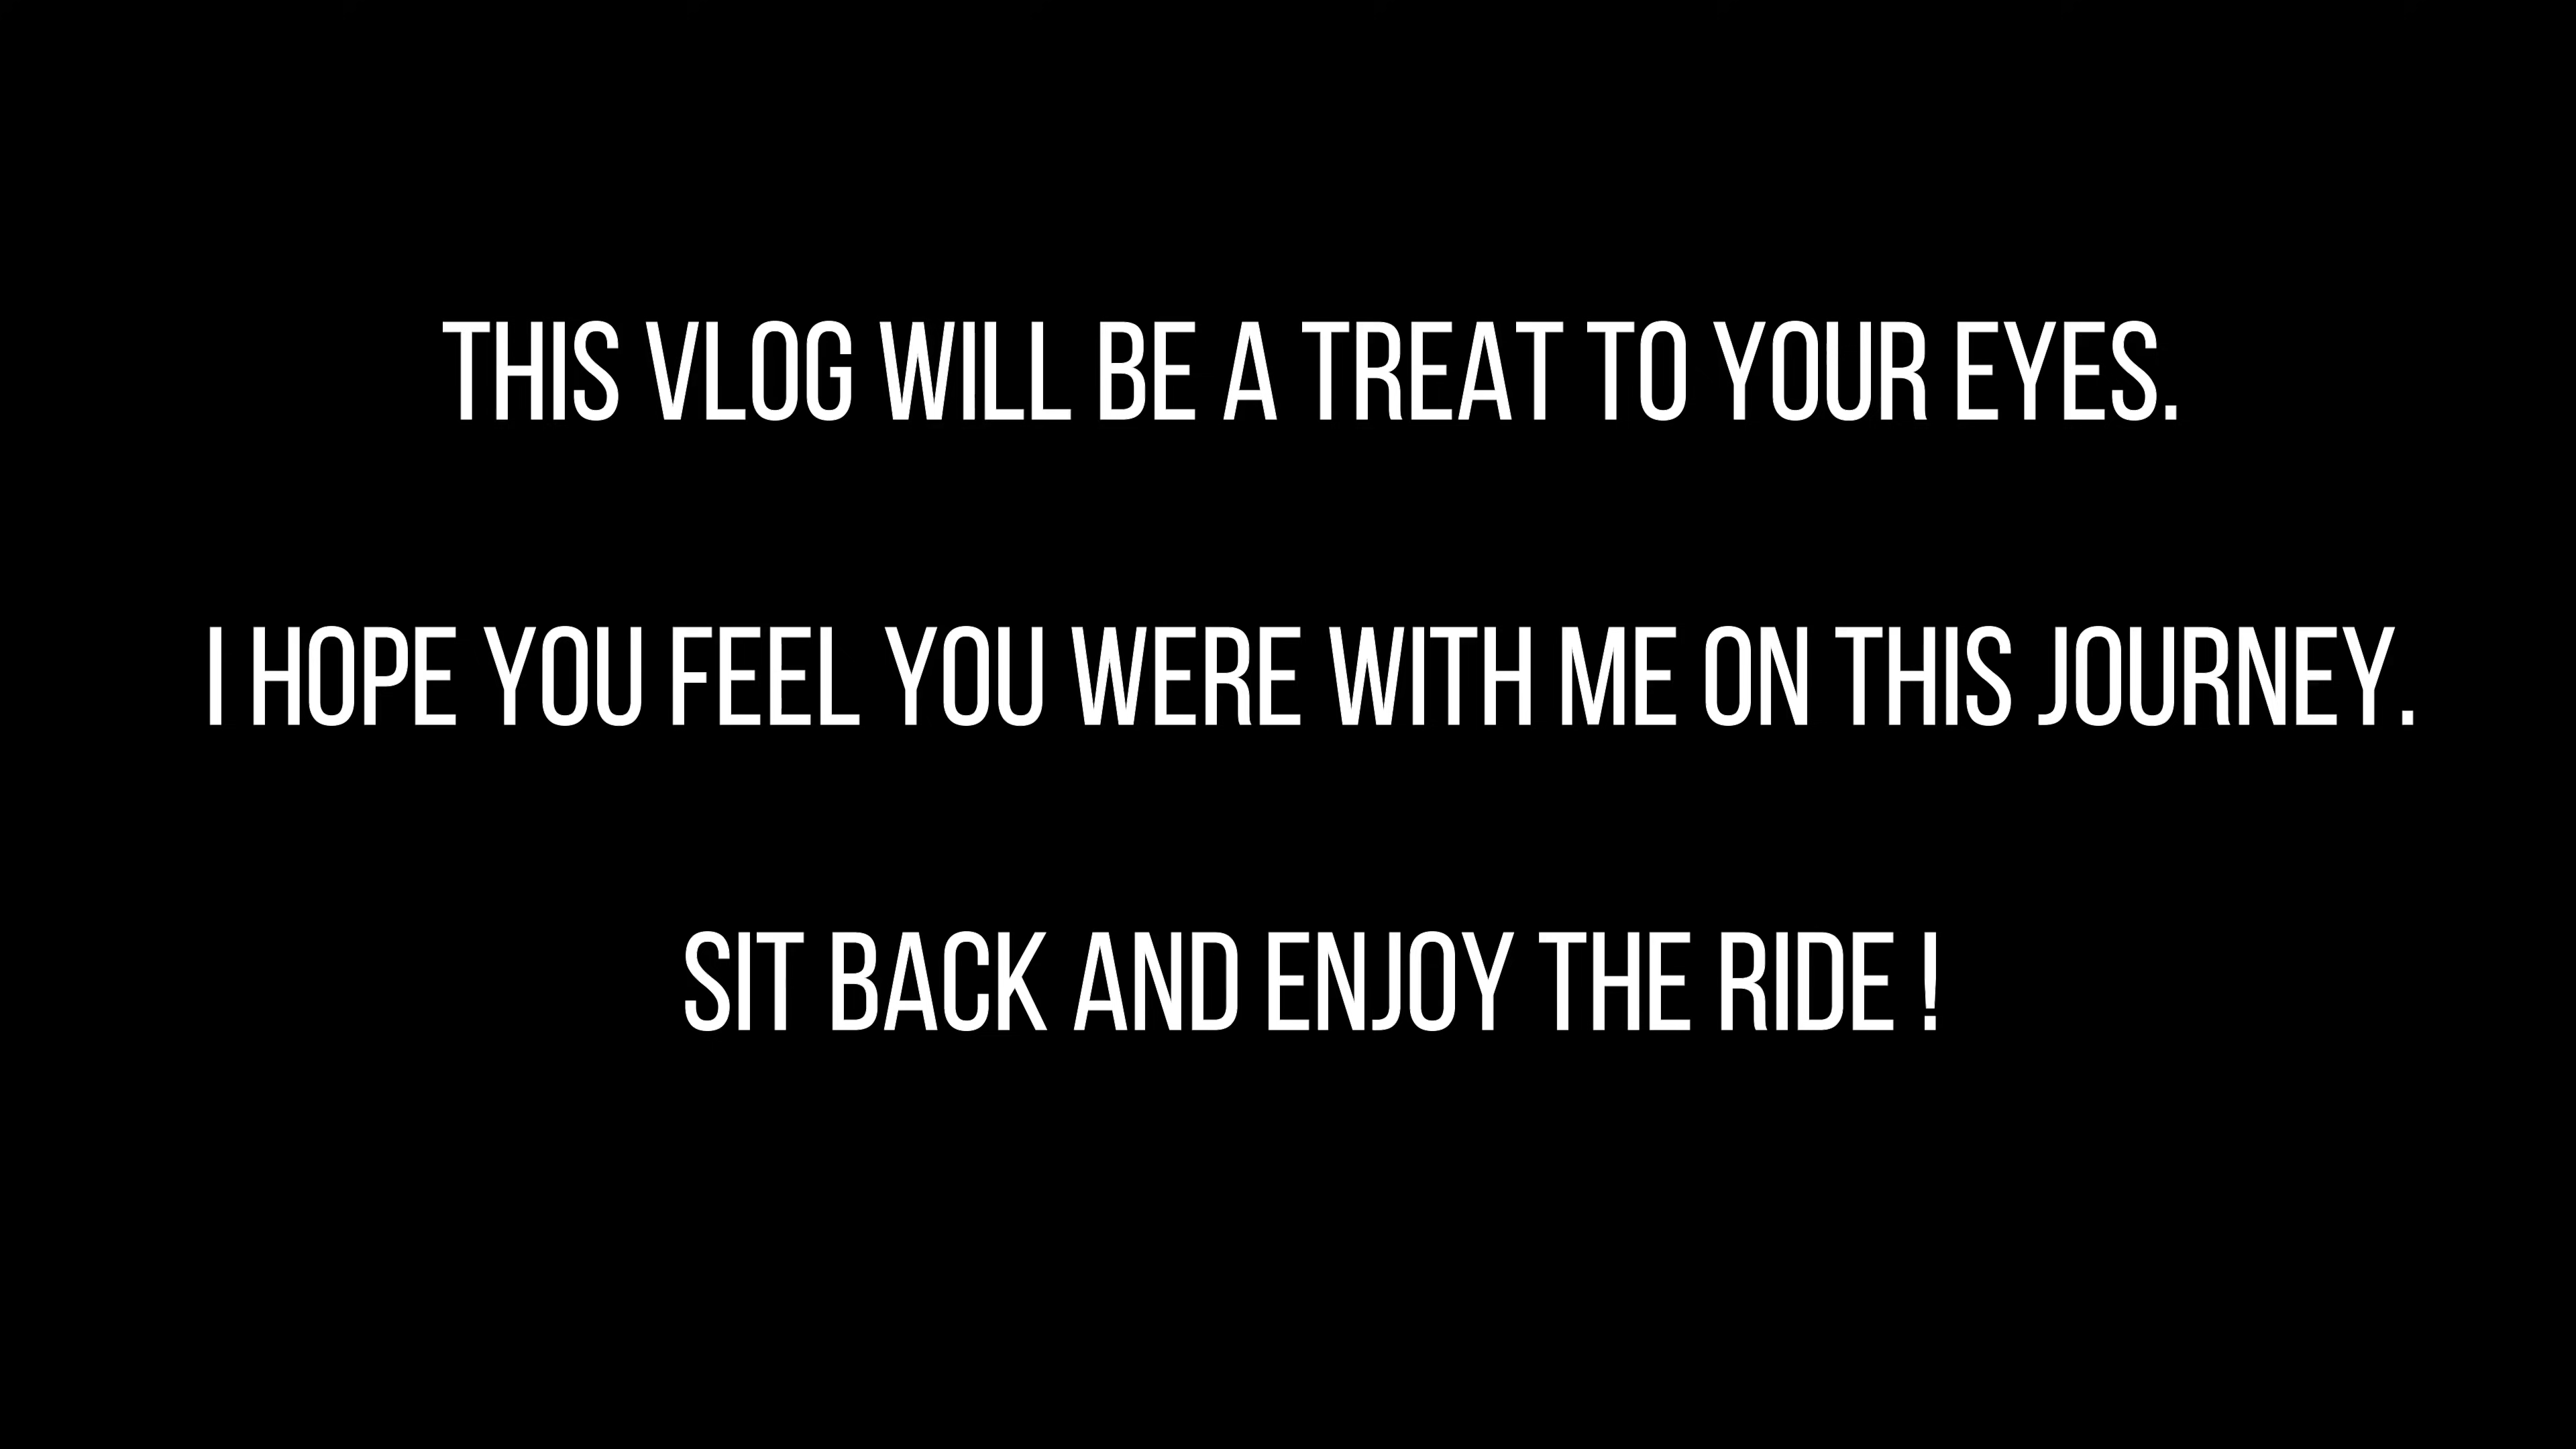 THIS VLOG WILL BE A TREAT TO YOUR EYES.
I HOPE YOU FEEL YOU WERE WITH ME ON THIS JOURNEY.
SIT BACK AND ENJOY THE RIDE !